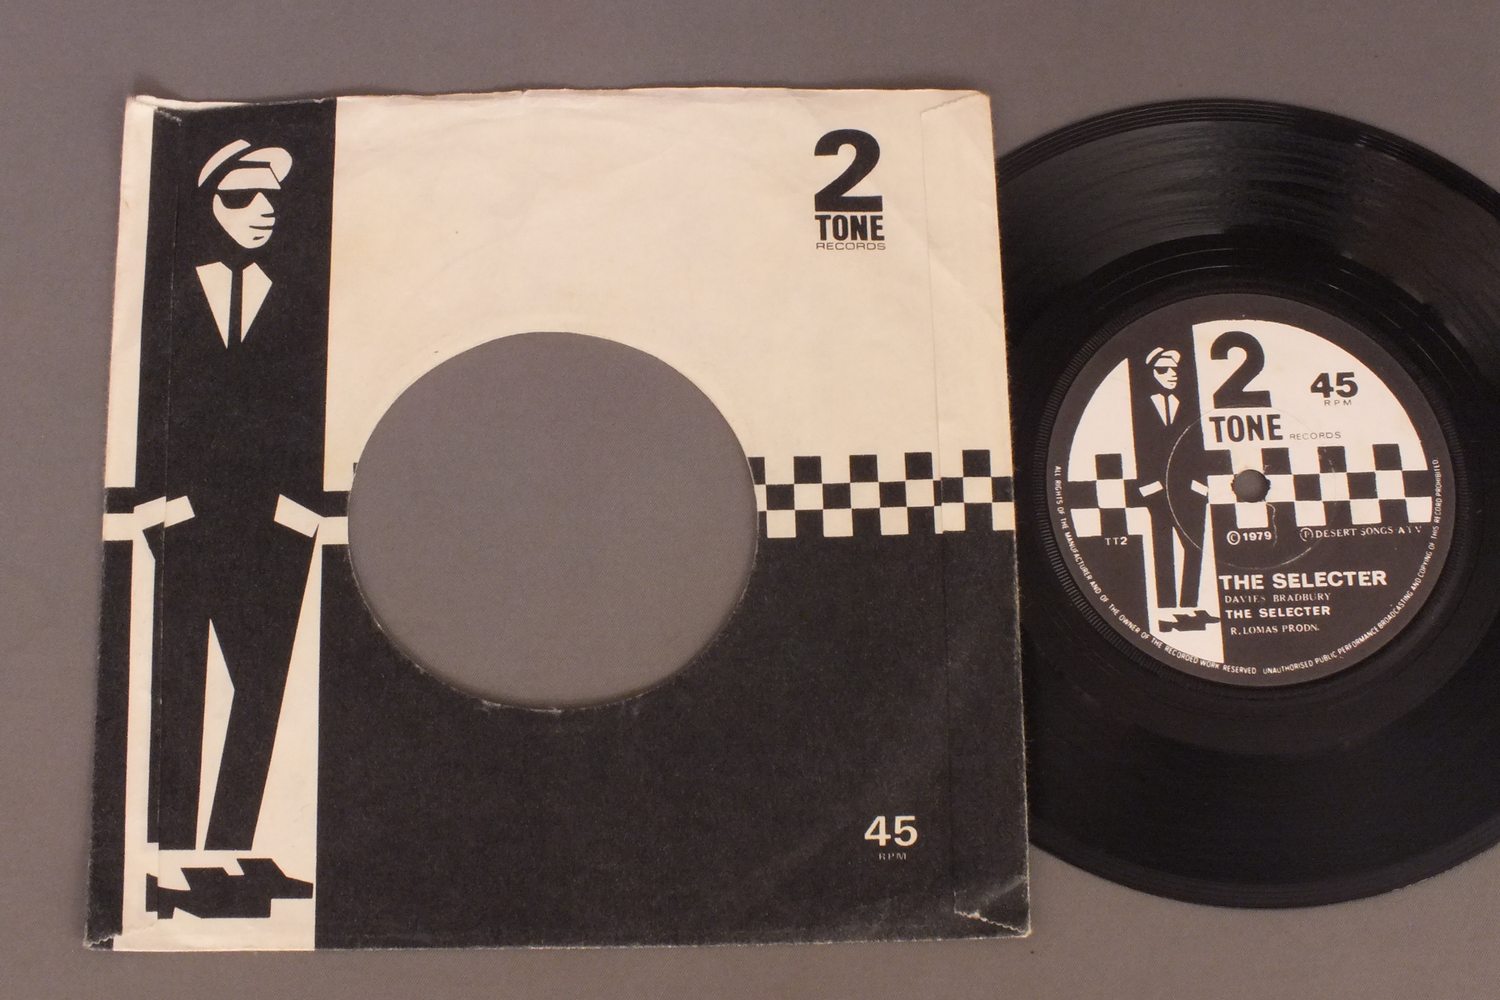 2
TONE
RECORDS
45
RPM
2
TONE RECORDS
45
RPM
TT2
© 1979 Ⓟ DESERT SONGS ATV
THE SELECTER
DAVIES BRADBURY
THE SELECTER
R. LOMAS PRODN.
ALL RIGHTS OF THE MANUFACTURER AND OF THE OWNER OF THE RECORDED WORK RESERVED UNAUTHORISED PUBLIC PERFORMANCE BROADCASTING AND COPYING OF THIS RECORD PROHIBITED